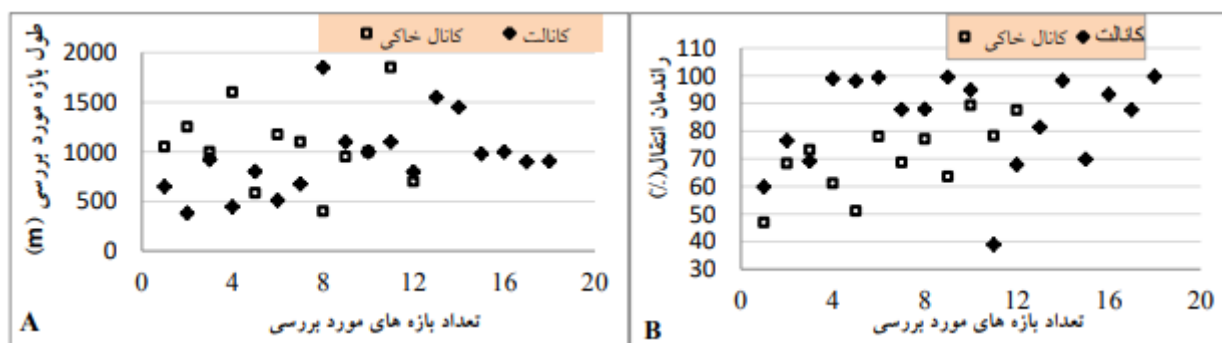 کانال خاکی کانالت
طول بازه مورد بررسی (m)
2000
1500
1000
500
0
0 4 8 12 16 20
تعداد بازه های مورد بررسی
A
کانال خاکی کانالت
راندمان انتقال(٪)
110
100
90
80
70
60
50
40
30
0 4 8 12 16 20
تعداد بازه های مورد بررسی
B